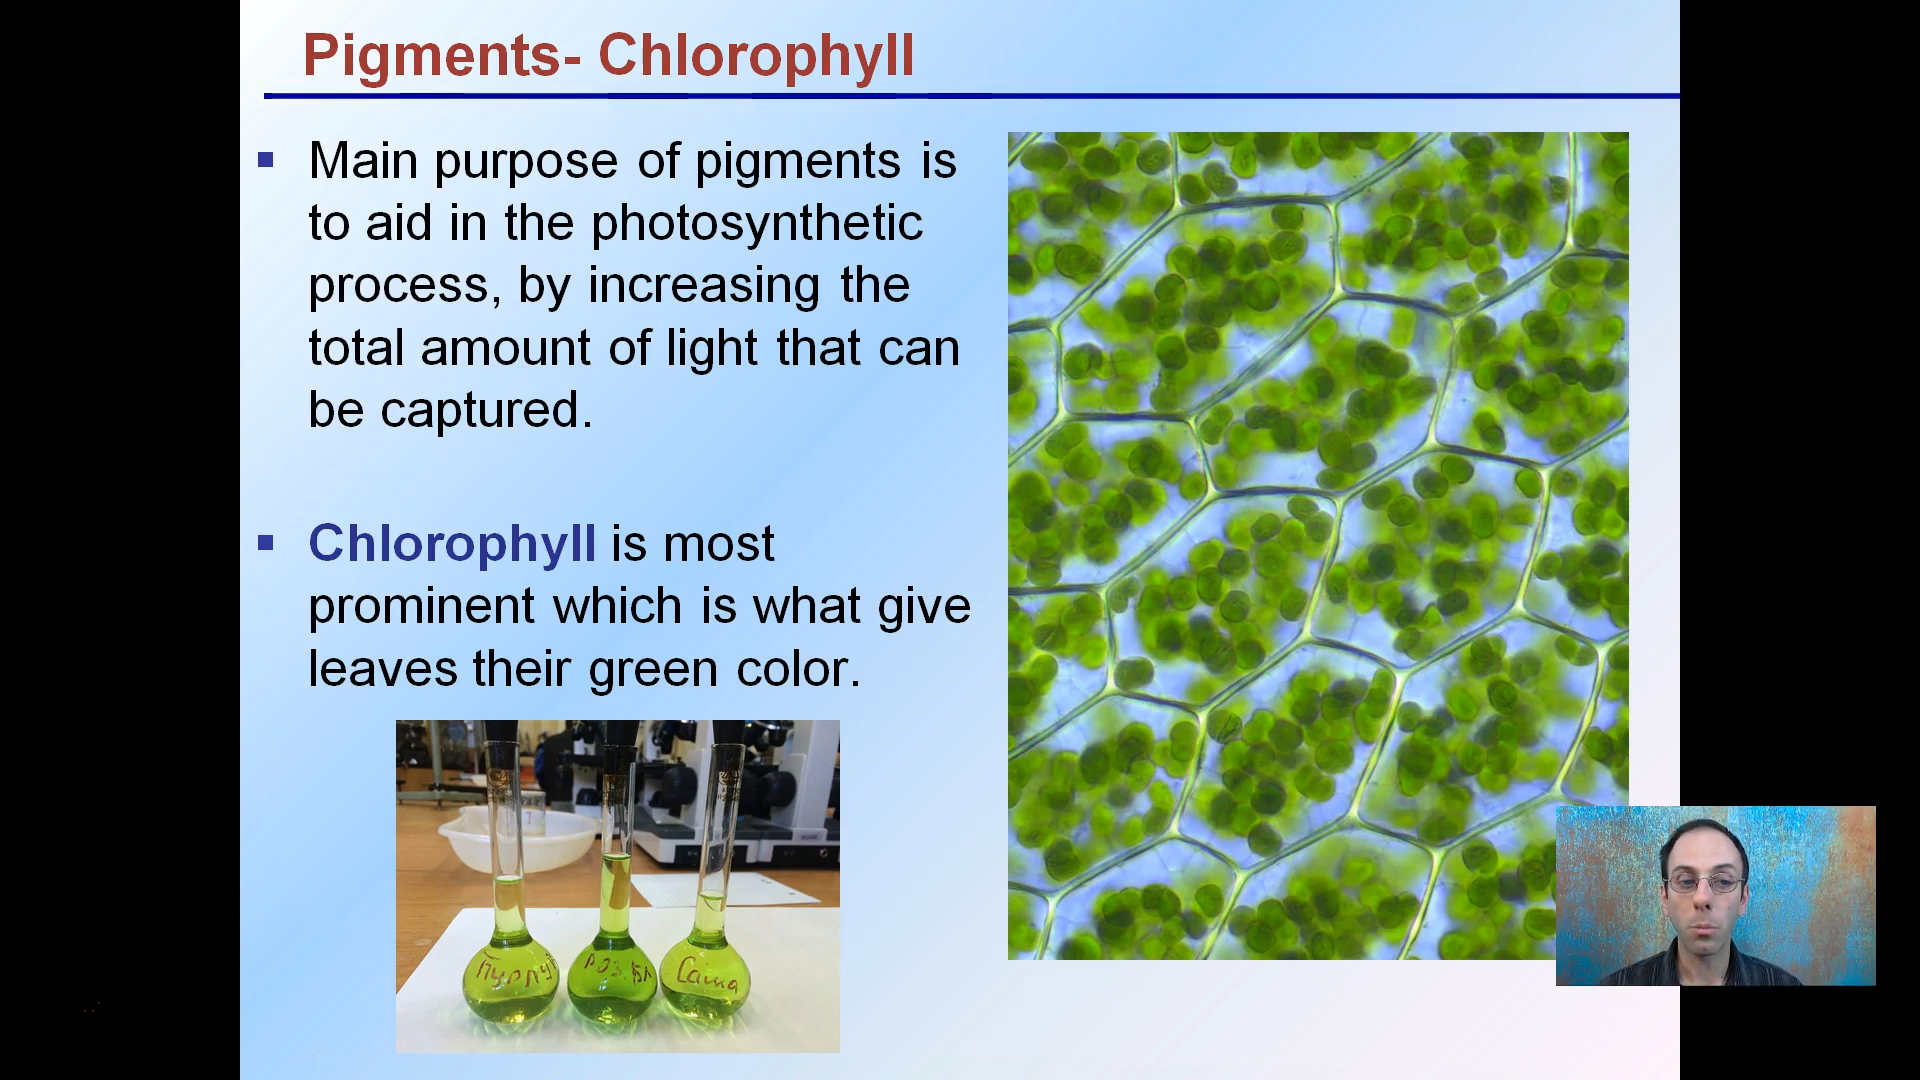 Pigments- Chlorophyll
Main purpose of pigments is
to aid in the photosynthetic
process, by increasing the
total amount of light that can
be captured.
Chlorophyll is most
prominent which is what give
leaves their green color.
Саша